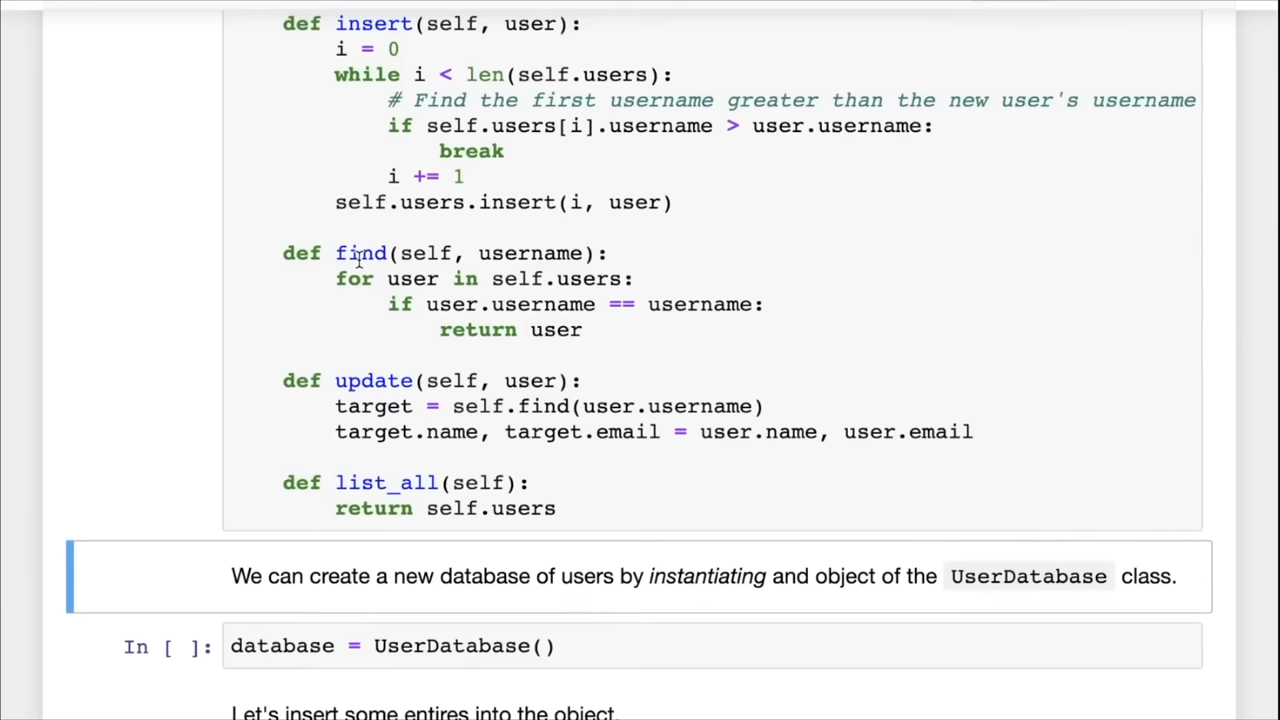 def insert(self, user):
i = 0
while i < len(self.users):
# Find the first username greater than the new user's username
if self.users[i].username > user.username:
break
i += 1
self.users.insert(i, user)
def find(self, username):
for user in self.users:
if user.username == username:
return user
def update(self, user):
target = self.find(user.username)
target.name, target.email = user.name, user.email
def list_all(self):
return self.users
We can create a new database of users by instantiating and object of the UserDatabase class.
In [ ]: database = UserDatabase()
Let's insert some entires into the object.